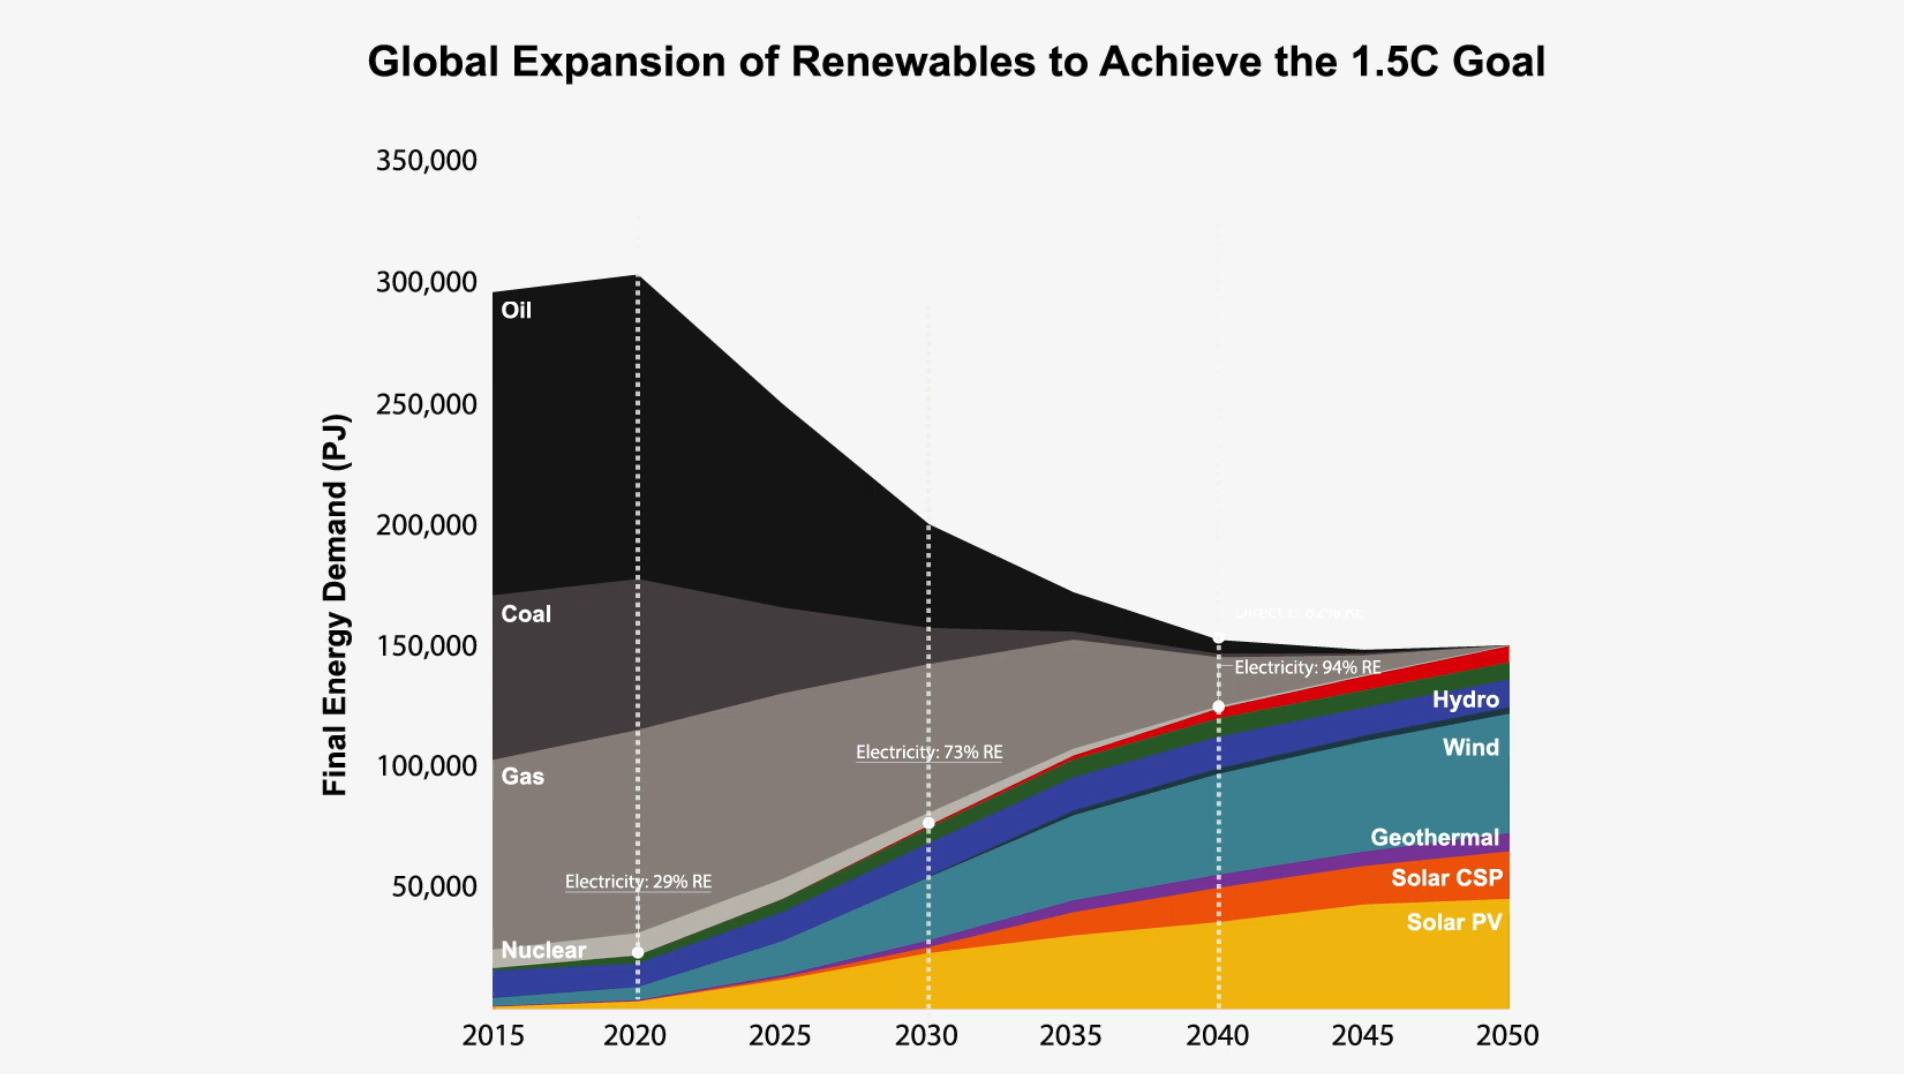 Global Expansion of Renewables to Achieve the 1.5C Goal
Final Energy Demand (PJ)
350,000
300,000
250,000
200,000
150,000
100,000
50,000
Oil
Coal
Gas
Nuclear
Electricity: 29% RE
Electricity: 73% RE
Electricity: 94% RE
Hydro
Wind
Geothermal
Solar CSP
Solar PV
2015 2020 2025 2030 2035 2040 2045 2050